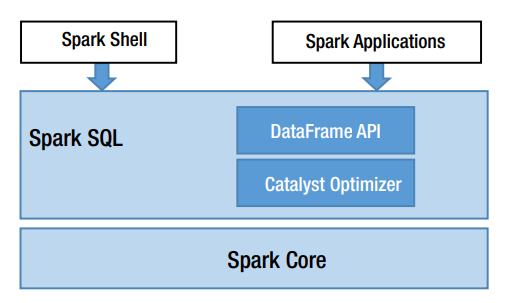 Spark Shell
Spark Applications
Spark SQL
DataFrame API
Catalyst Optimizer
Spark Core